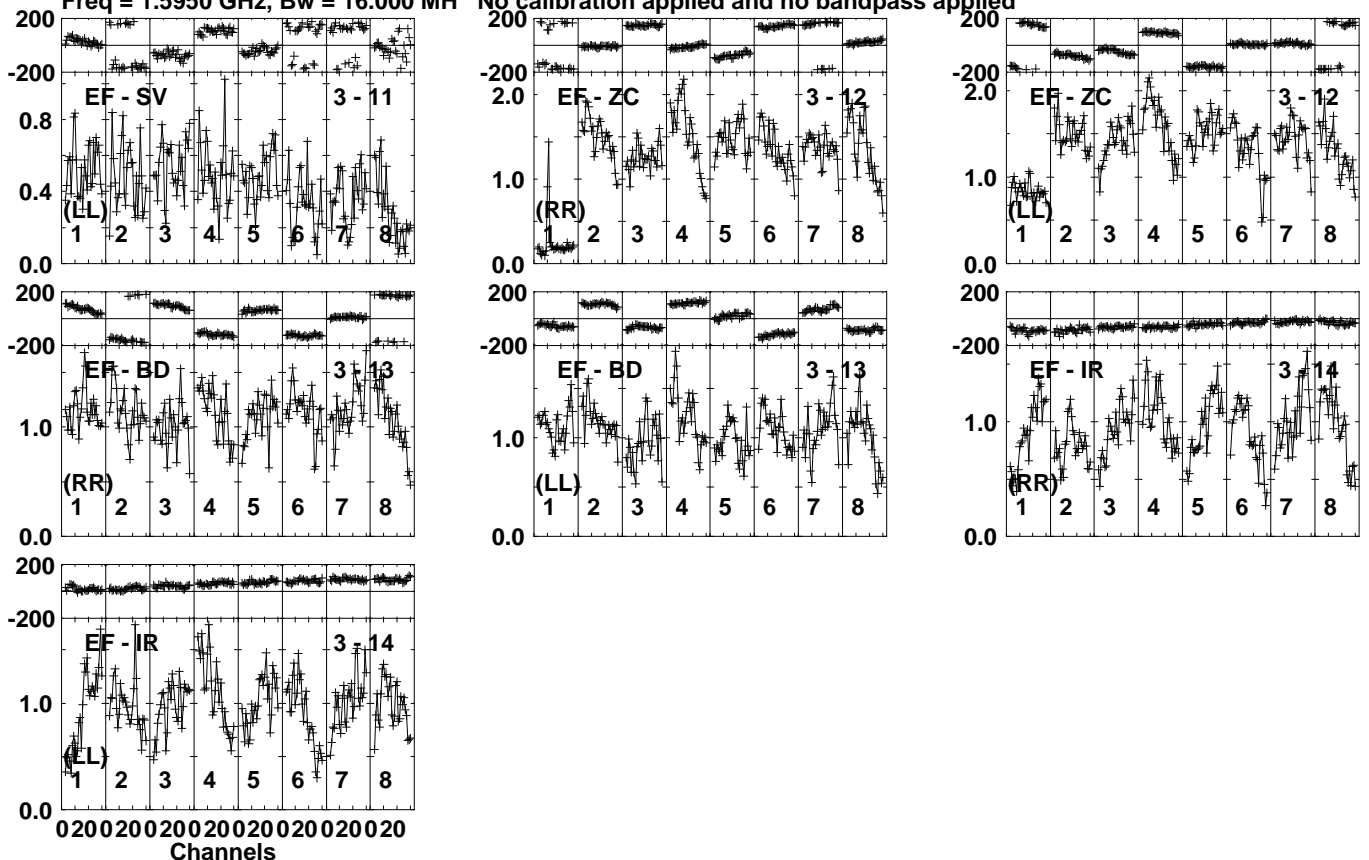 Freq = 1.5950 GHz, Bw = 16.000 MH No calibration applied and no bandpass applied
200
-200
EF - SV 3 - 11
0.8
0.4
(LL)
1 2 3 4 5 6 7 8
0.0
200
-200
EF - ZC 3 - 12
2.0
1.0
(RR)
1 2 3 4 5 6 7 8
0.0
200
-200
EF - ZC 3 - 12
2.0
1.0
(LL)
1 2 3 4 5 6 7 8
0.0
200
-200
EF - BD 3 - 13
1.0
(RR)
1 2 3 4 5 6 7 8
0.0
200
-200
EF - BD 3 - 13
1.0
(LL)
1 2 3 4 5 6 7 8
0.0
200
-200
EF - IR 3 - 14
1.0
(RR)
1 2 3 4 5 6 7 8
0.0
200
-200
EF - IR 3 - 14
1.0
(LL)
1 2 3 4 5 6 7 8
0.0
0 20 0 20 0 20 0 20 0 20 0 20 0 20 0 20
Channels